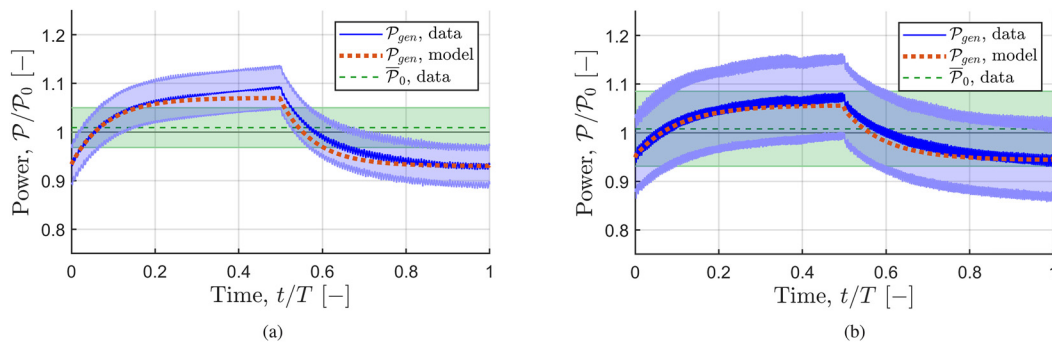 1.2
1.1
1
0.9
0.8
Power, 𝒫/𝒫₀ [−]
𝒫gen, data
𝒫gen, model
𝒫̅₀, data
0
0.2
0.4
0.6
0.8
1
Time, t/T [−]
(a)
1.2
1.1
1
0.9
0.8
Power, 𝒫/𝒫₀ [−]
𝒫gen, data
𝒫gen, model
𝒫̅₀, data
0
0.2
0.4
0.6
0.8
1
Time, t/T [−]
(b)